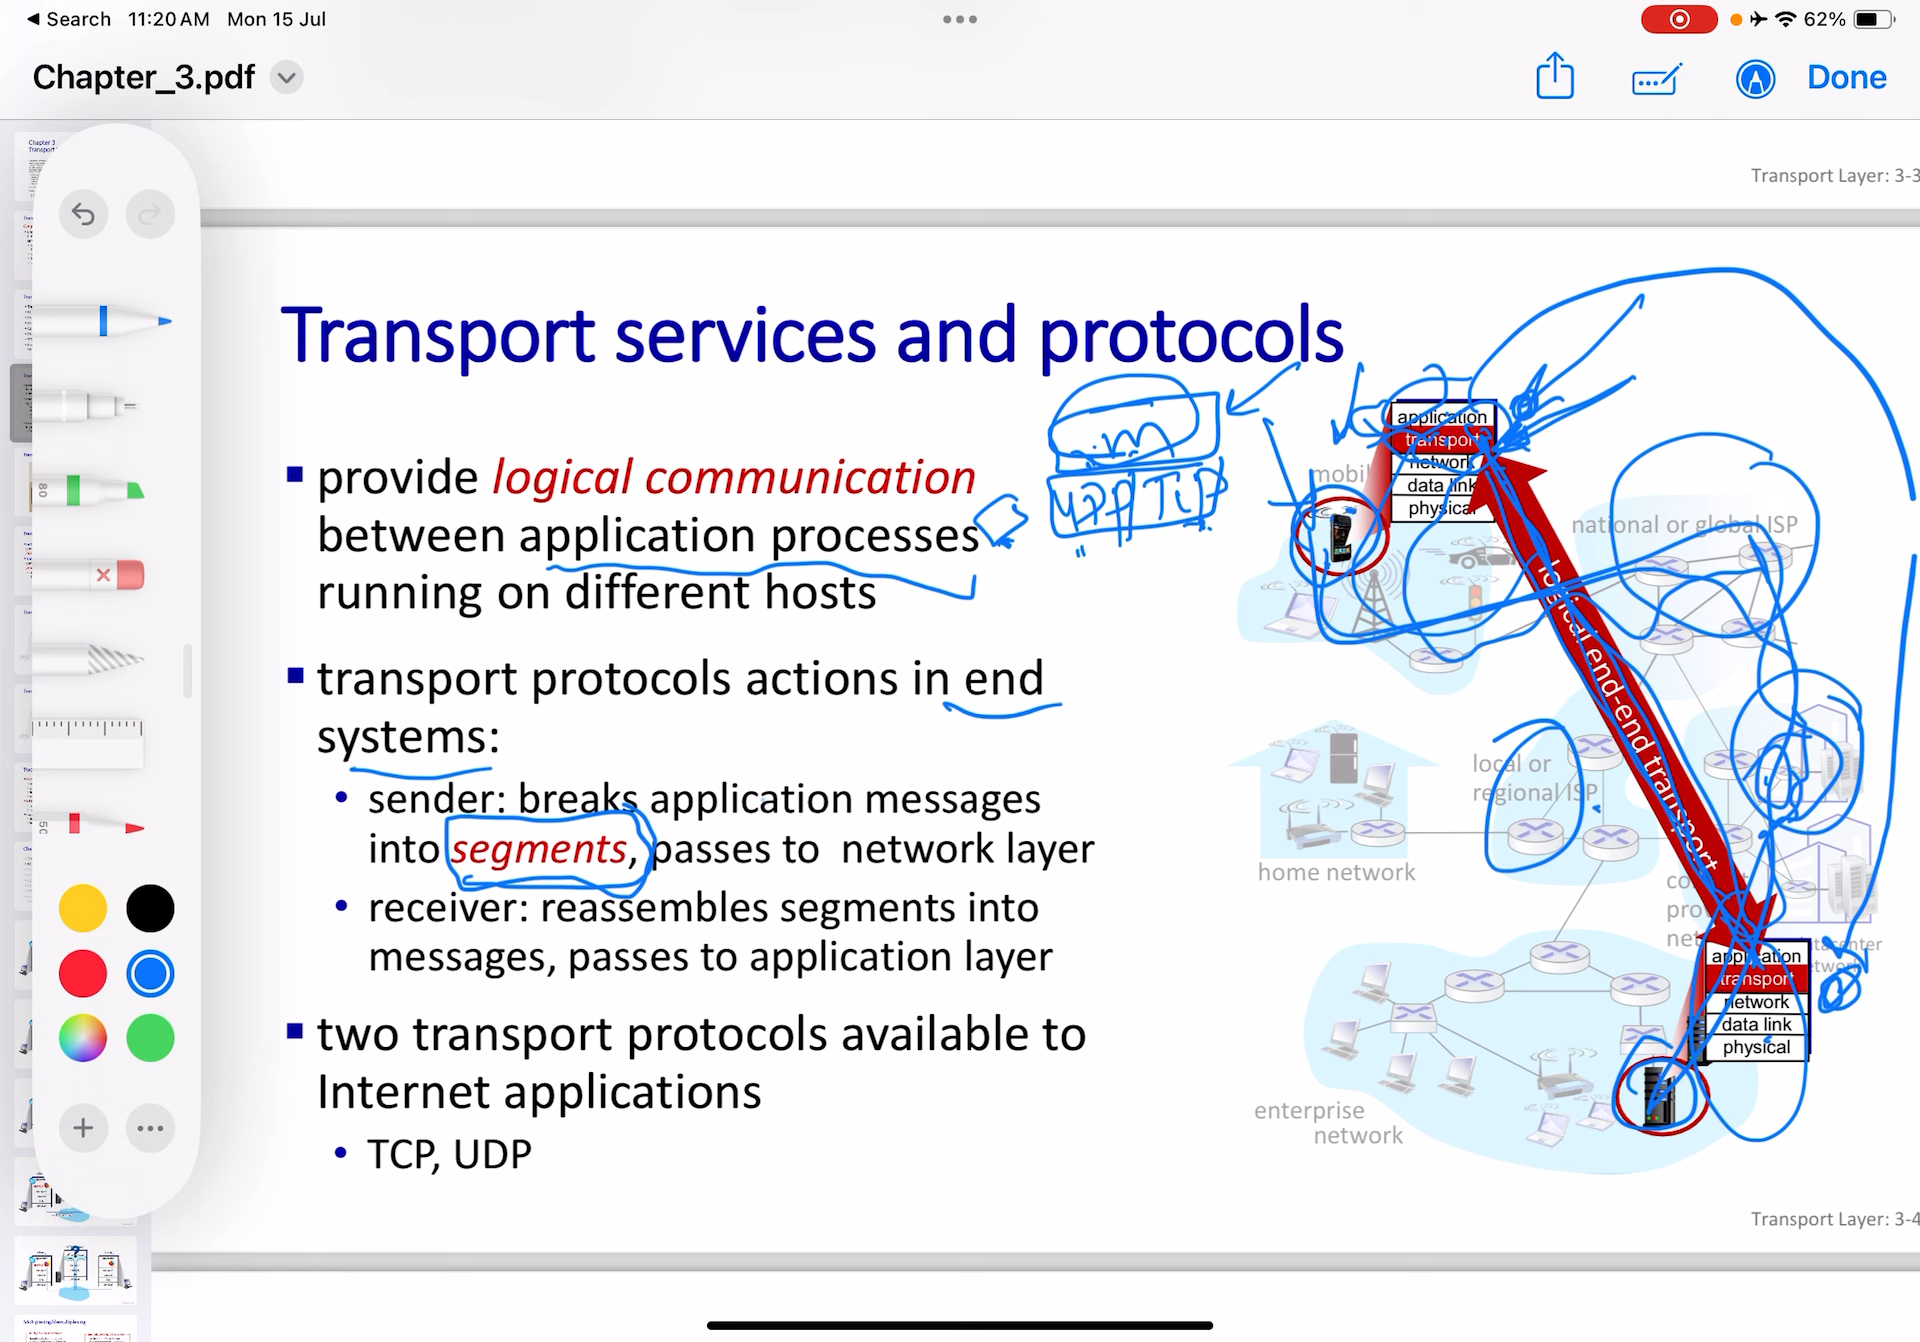 Search 11:20 AM Mon 15 Jul
62%
Chapter_3.pdf
Done
Transport Layer: 3-3
Transport services and protocols
▪ provide logical communication
between application processes
running on different hosts
▪ transport protocols actions in end
systems:
• sender: breaks application messages
into segments, passes to network layer
• receiver: reassembles segments into
messages, passes to application layer
▪ two transport protocols available to
Internet applications
• TCP, UDP
application
transport
network
data link
physical
mobil
national or global ISP
logical end-end transport
local or
regional ISP
home network
enterprise
network
application
transport
network
data link
physical
Transport Layer: 3-4
80
Chapter 3